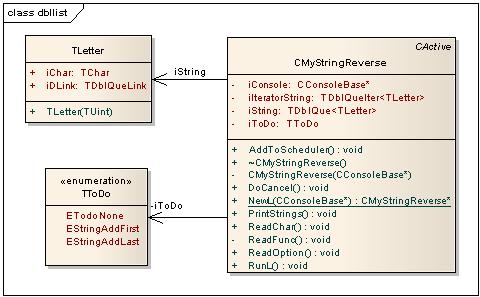 class dbllist
TLetter
+ iChar: TChar
+ iDLink: TDblQueLink
+ TLetter(TUint)
iString
CActive
CMyStringReverse
- iConsole: CConsoleBase*
- iIteratorString: TDblQueIter<TLetter>
- iString: TDblQue<TLetter>
- iToDo: TToDo
+ AddToScheduler() : void
+ ~CMyStringReverse()
- CMyStringReverse(CConsoleBase*)
+ DoCancel() : void
+ NewL(CConsoleBase*) : CMyStringReverse*
+ PrintStrings() : void
+ ReadChar() : void
- ReadFunc() : void
+ ReadOption() : void
+ RunL() : void
-iToDo
«enumeration»
TToDo
ETodoNone
EStringAddFirst
EStringAddLast